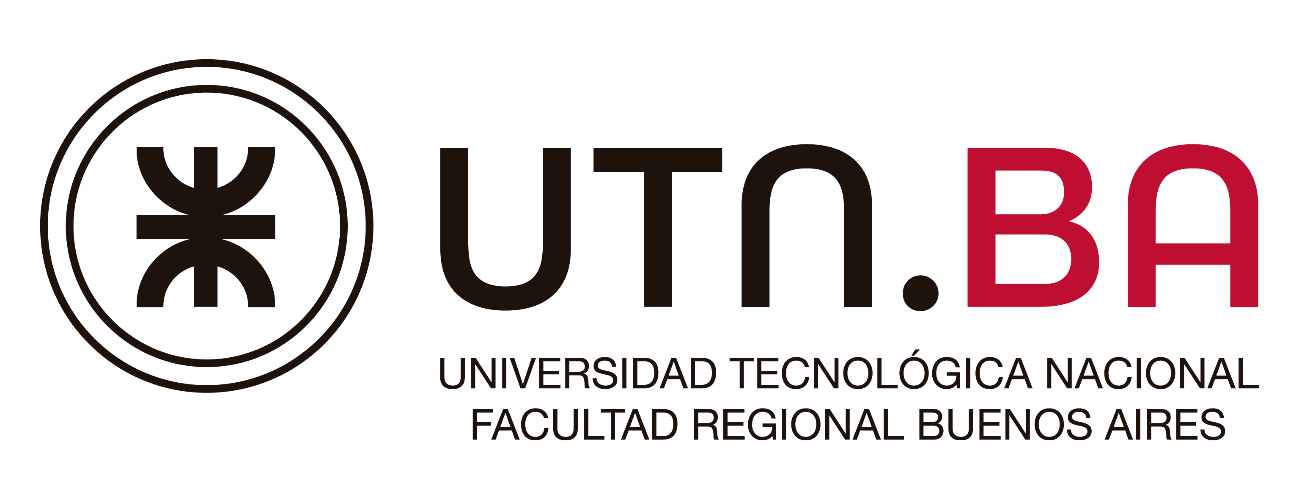 UTN.BA
UNIVERSIDAD TECNOLÓGICA NACIONAL
FACULTAD REGIONAL BUENOS AIRES